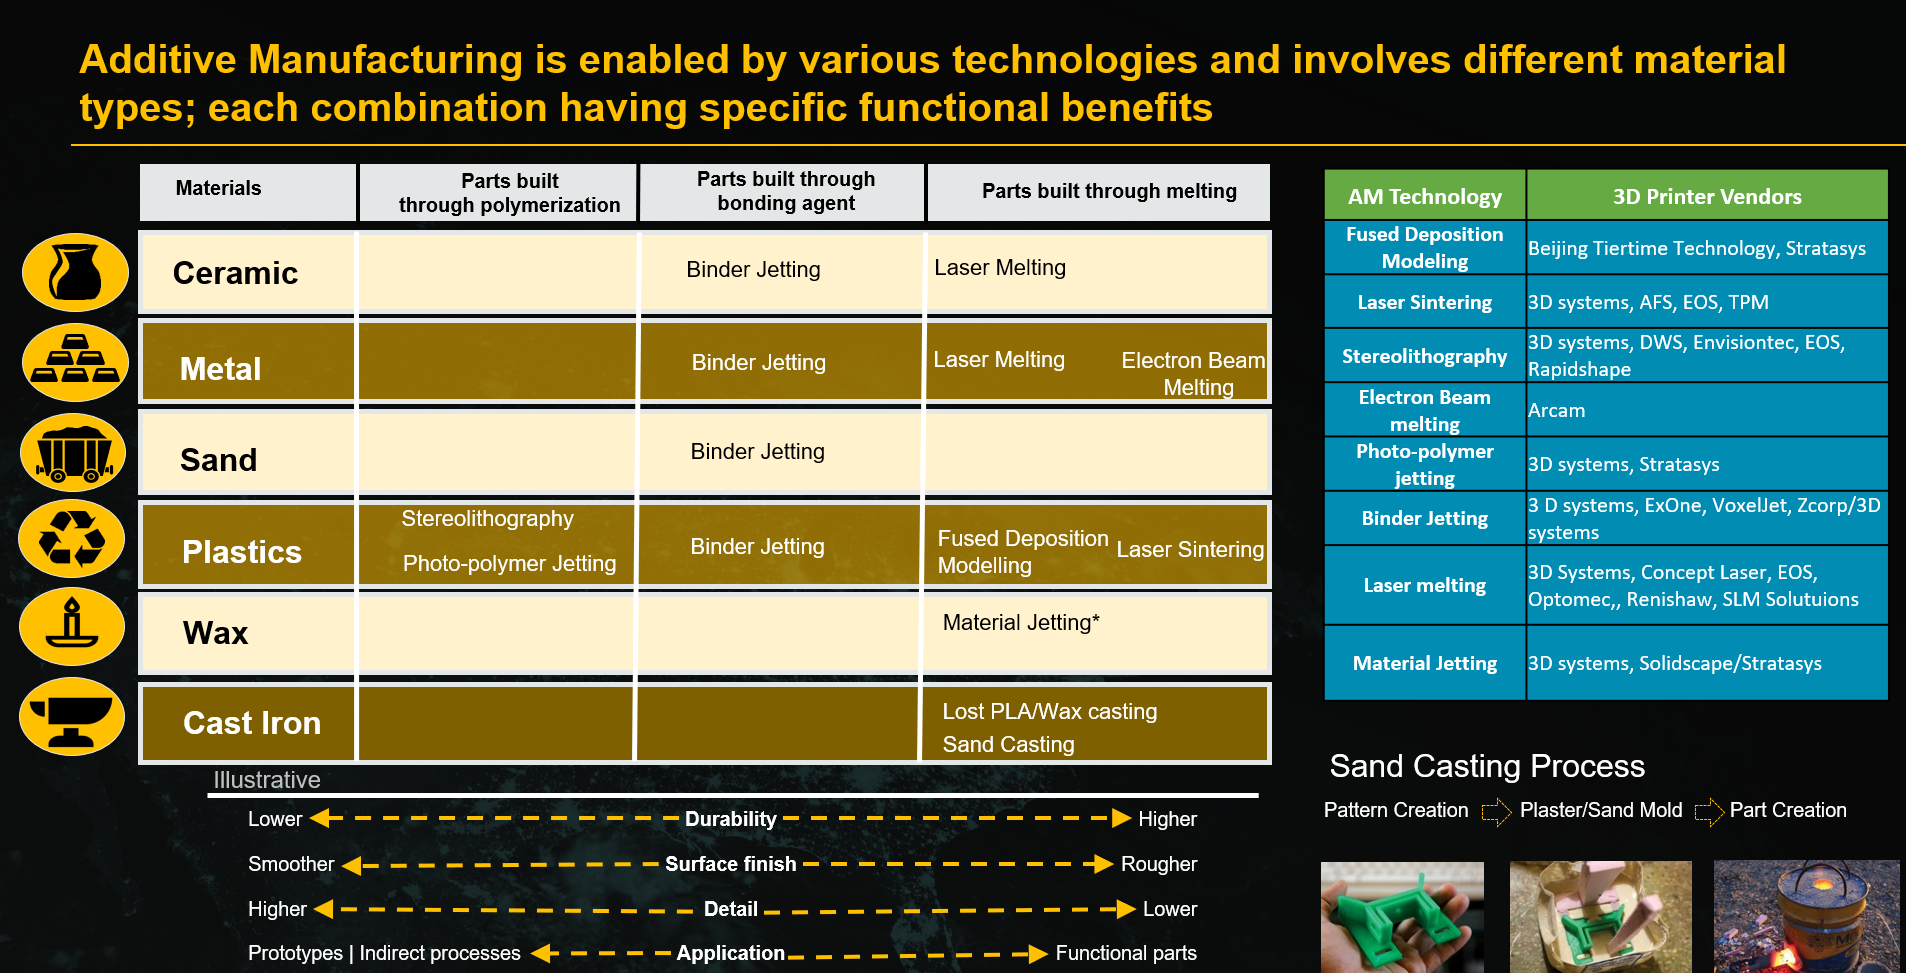 Additive Manufacturing is enabled by various technologies and involves different material
types; each combination having specific functional benefits
Materials
Parts built
through polymerization
Parts built through
bonding agent
Parts built through melting
Ceramic
Binder Jetting
Laser Melting
Metal
Binder Jetting
Laser Melting
Electron Beam
Melting
Sand
Binder Jetting
Plastics
Stereolithography
Photo-polymer Jetting
Binder Jetting
Fused Deposition
Modelling
Laser Sintering
Wax
Material Jetting*
Cast Iron
Lost PLA/Wax casting
Sand Casting
Illustrative
Lower Durability Higher
Smoother Surface finish Rougher
Higher Detail Lower
Prototypes | Indirect processes Application Functional parts
AM Technology
3D Printer Vendors
Fused Deposition
Modeling
Beijing Tiertime Technology, Stratasys
Laser Sintering
3D systems, AFS, EOS, TPM
Stereolithography
3D systems, DWS, Envisiontec, EOS,
Rapidshape
Electron Beam
melting
Arcam
Photo-polymer
jetting
3D systems, Stratasys
Binder Jetting
3 D systems, ExOne, VoxelJet, Zcorp/3D
systems
Laser melting
3D Systems, Concept Laser, EOS,
Optomec,, Renishaw, SLM Solutuions
Material Jetting
3D systems, Solidscape/Stratasys
Sand Casting Process
Pattern Creation Plaster/Sand Mold Part Creation